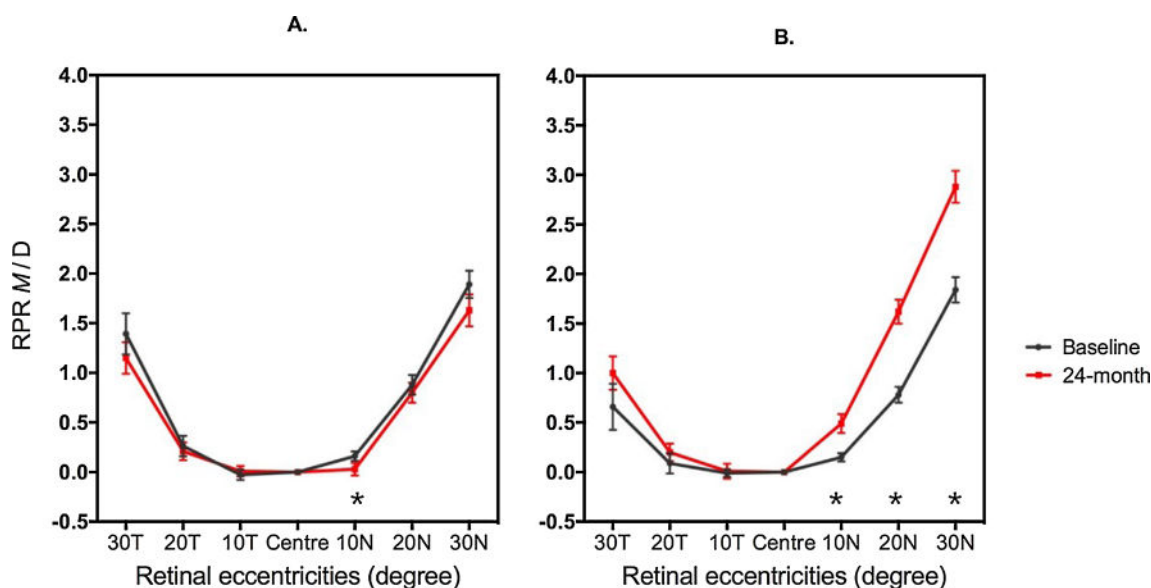 A.
B.
4.0
3.5
3.0
2.5
2.0
1.5
1.0
0.5
0.0
-0.5
RPR M / D
30T 20T 10T Centre 10N 20N 30N
Retinal eccentricities (degree)
*
4.0
3.5
3.0
2.5
2.0
1.5
1.0
0.5
0.0
-0.5
30T 20T 10T Centre 10N 20N 30N
Retinal eccentricities (degree)
* * *
Baseline
24-month